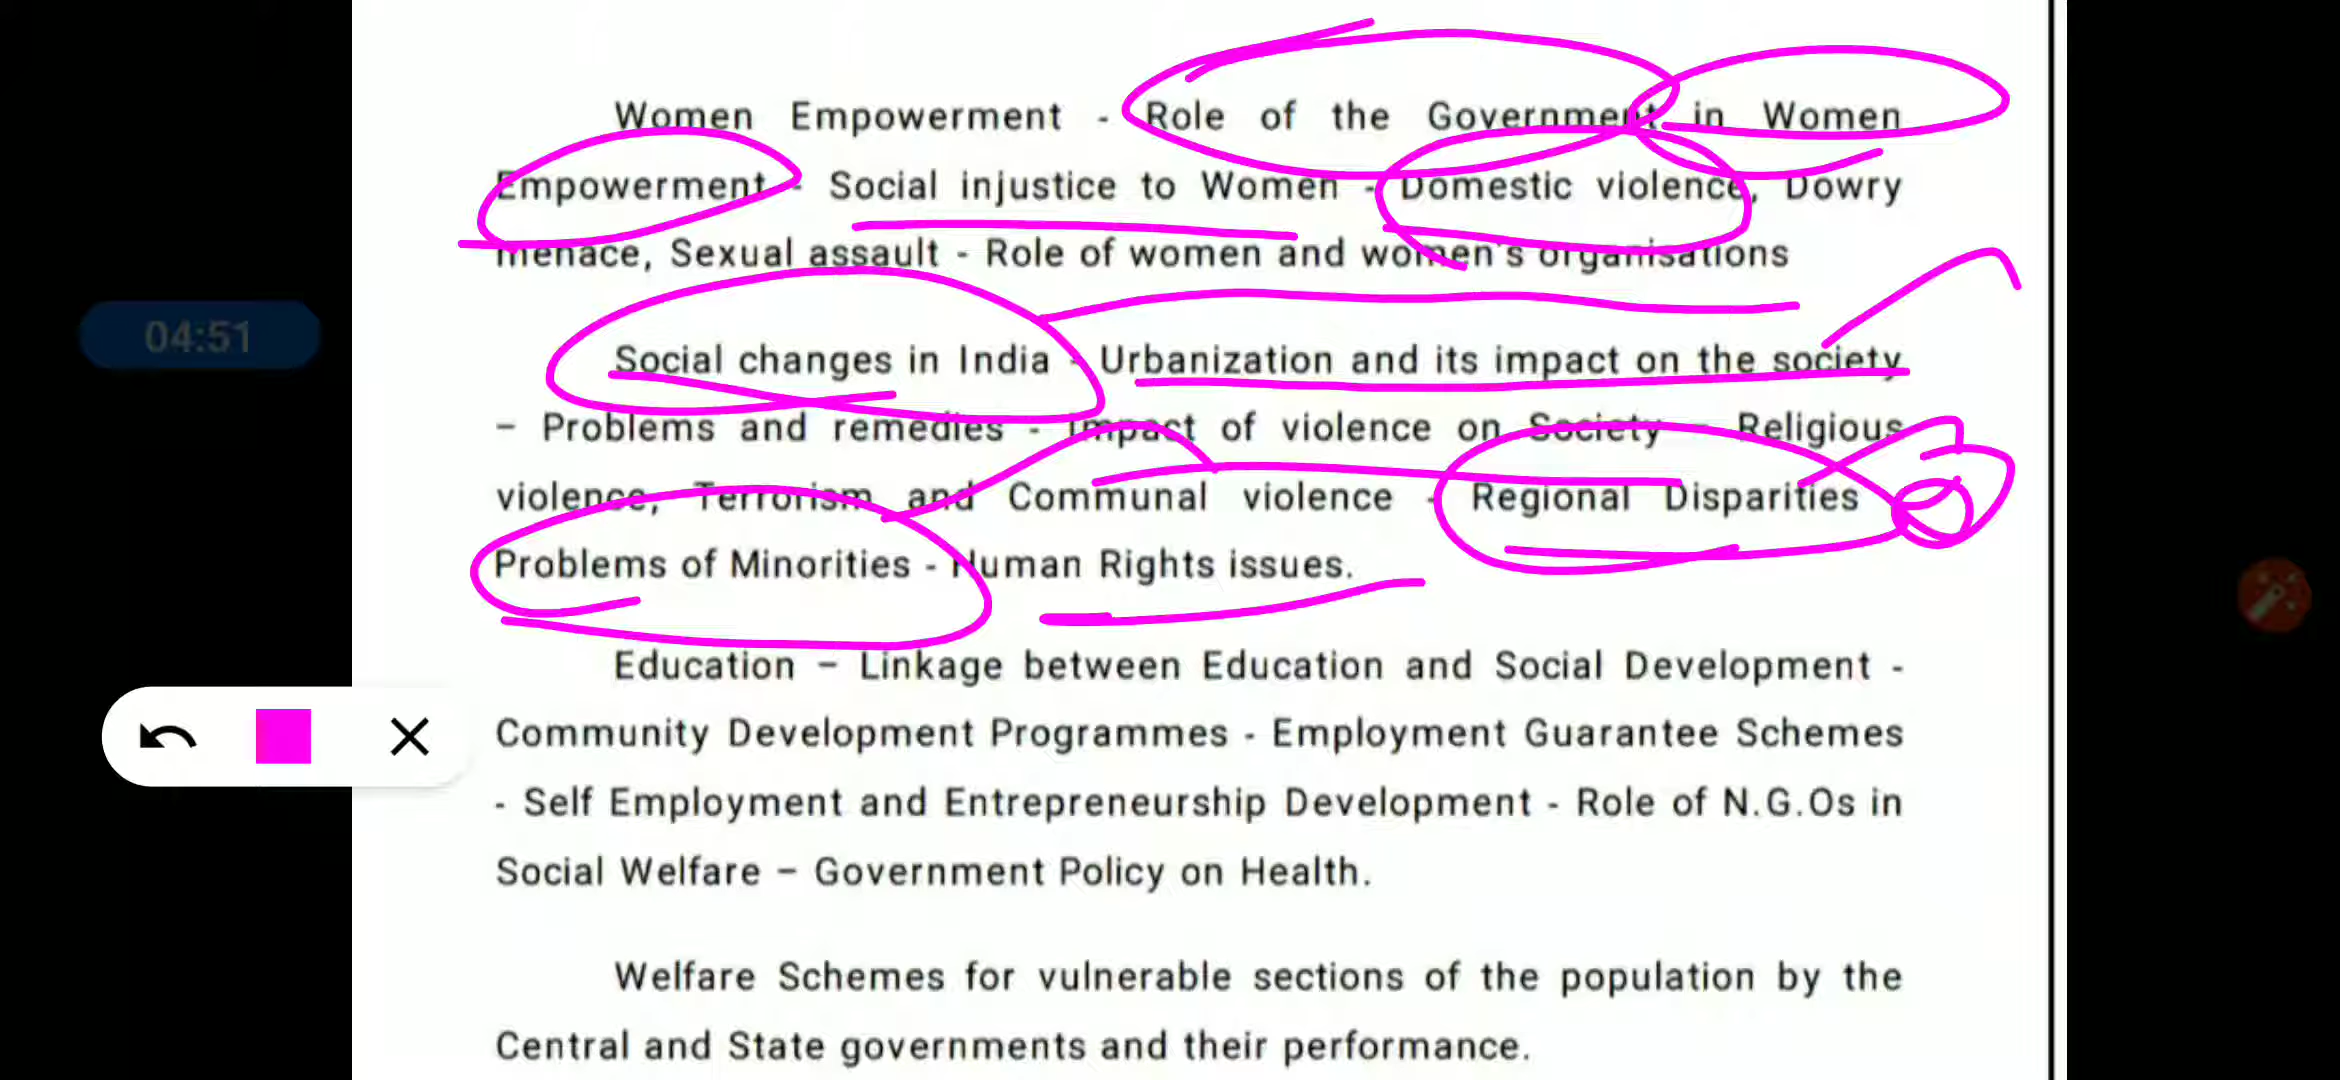 Women Empowerment - Role of the Government in Women
Empowerment - Social injustice to Women - Domestic violence, Dowry
menace, Sexual assault - Role of women and women's organisations
04:51
Social changes in India - Urbanization and its impact on the society
– Problems and remedies - Impact of violence on Society – Religious
violence, Terrorism and Communal violence - Regional Disparities
Problems of Minorities - Human Rights issues.
Education – Linkage between Education and Social Development -
Community Development Programmes - Employment Guarantee Schemes
- Self Employment and Entrepreneurship Development - Role of N.G.Os in
Social Welfare – Government Policy on Health.
Welfare Schemes for vulnerable sections of the population by the
Central and State governments and their performance.